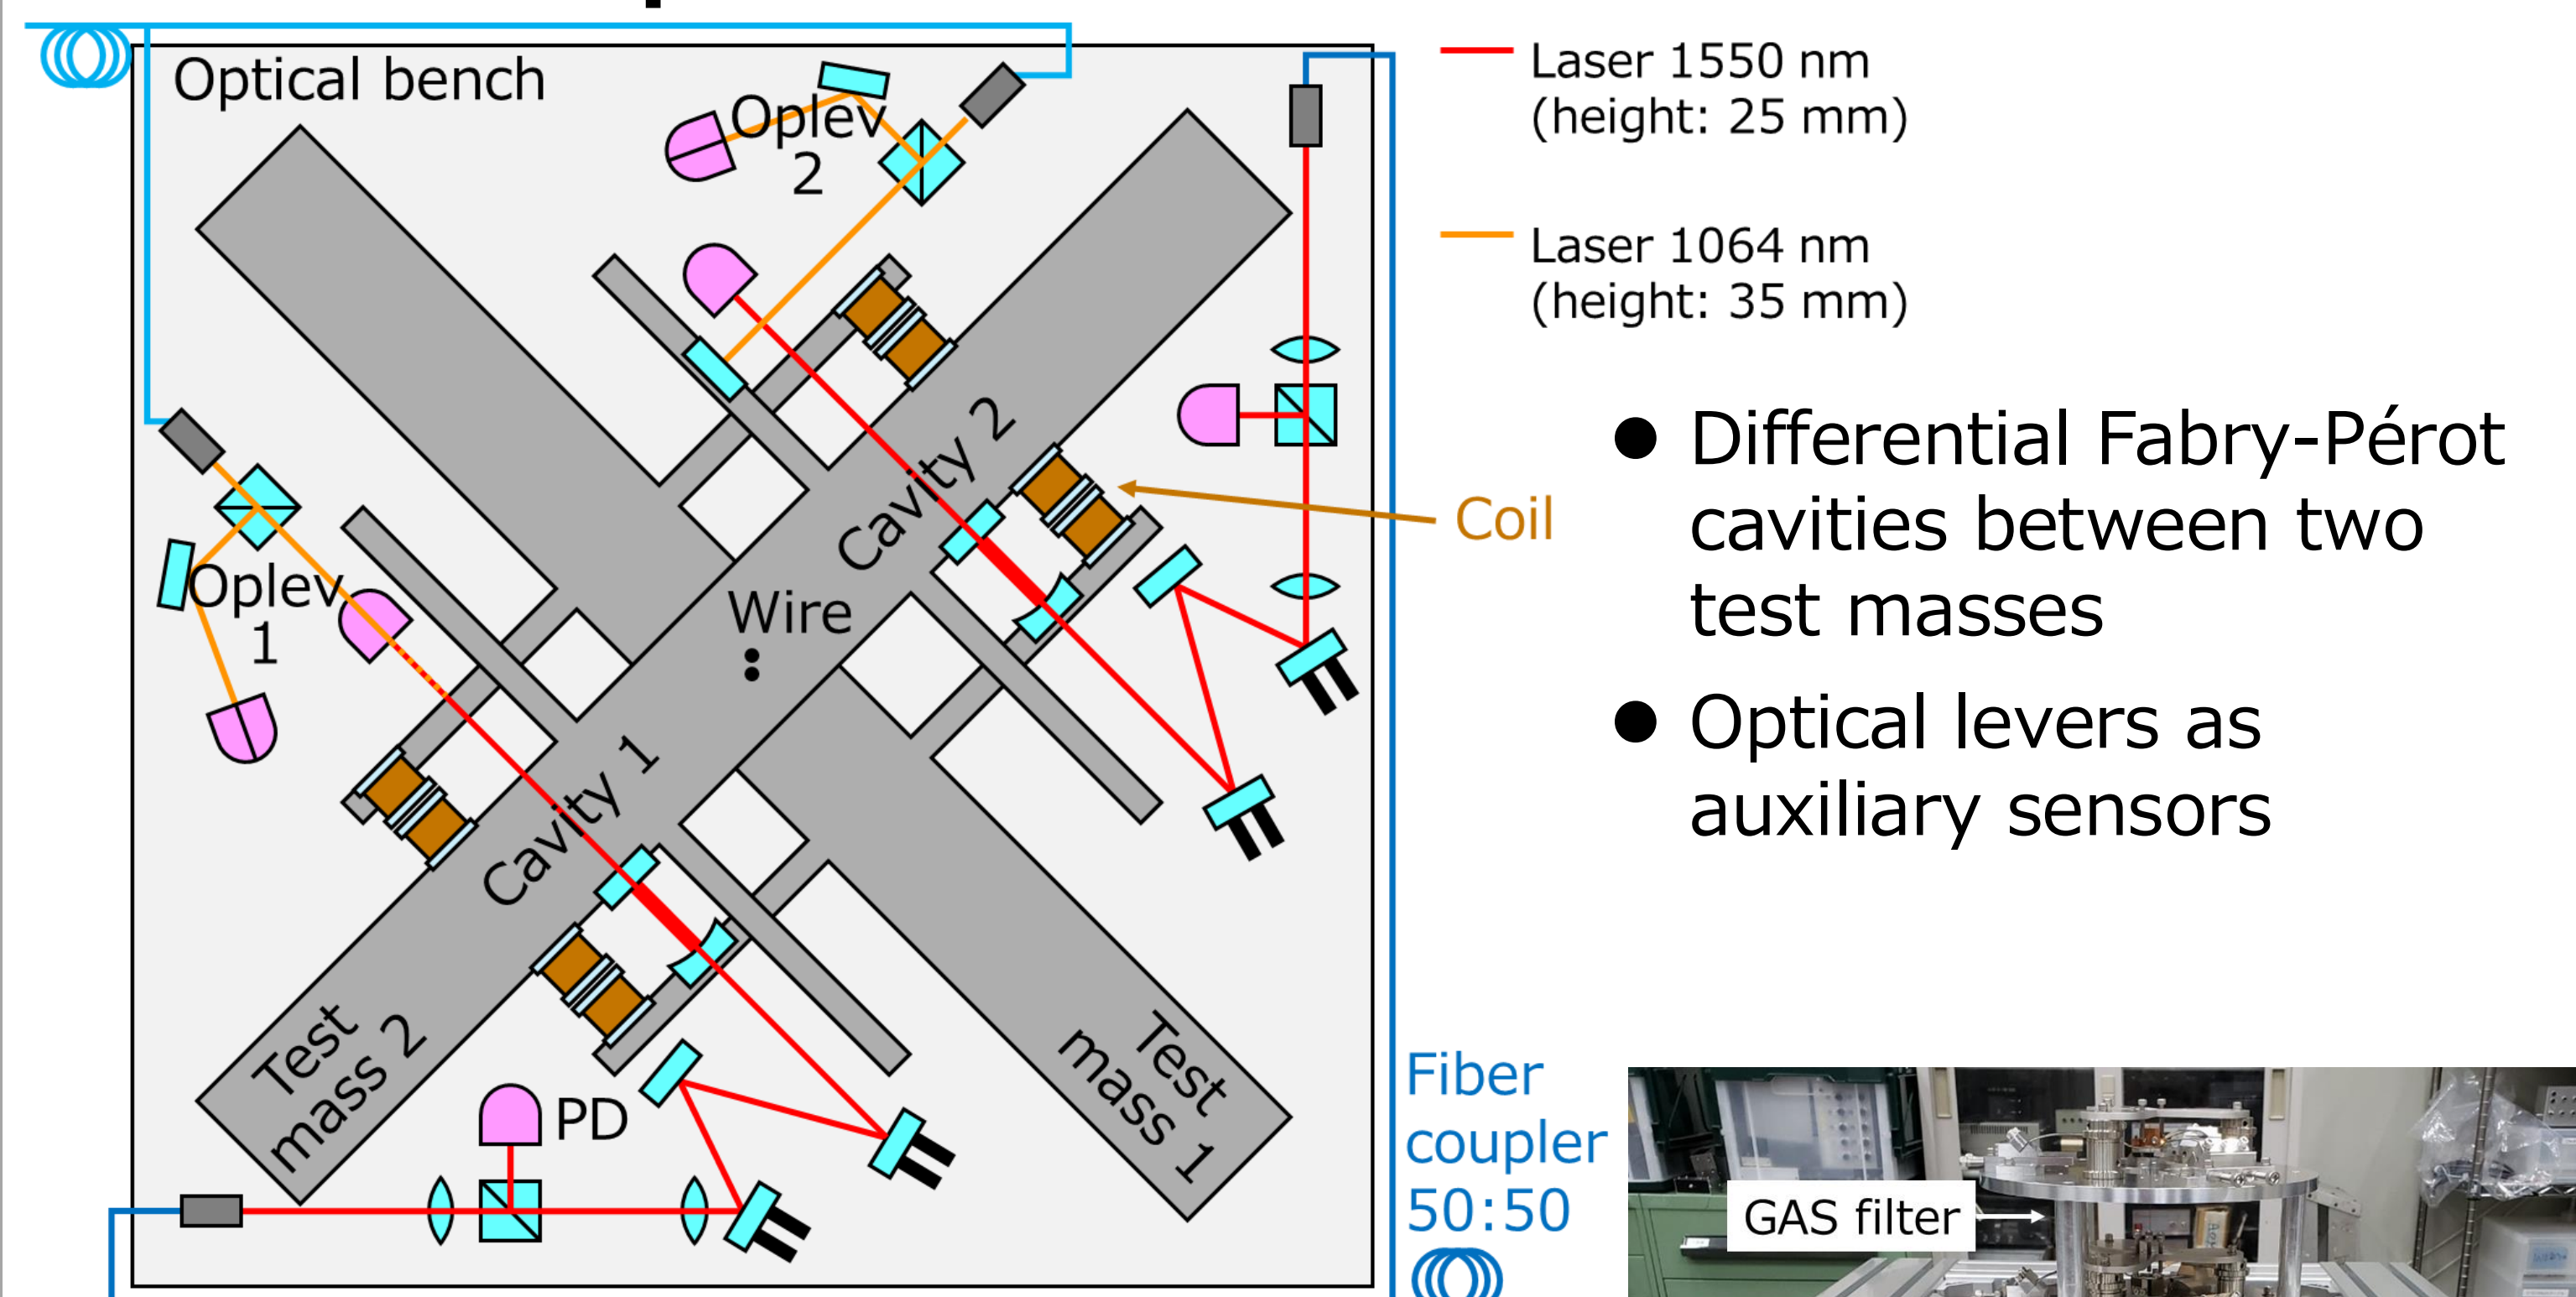 Optical bench
Oplev
2
Oplev
1
Cavity 2
Wire
Cavity 1
Test
mass 2
Test
mass 1
PD
Laser 1550 nm
(height: 25 mm)
Laser 1064 nm
(height: 35 mm)
Coil
● Differential Fabry-Pérot
cavities between two
test masses
● Optical levers as
auxiliary sensors
Fiber
coupler
50:50
GAS filter